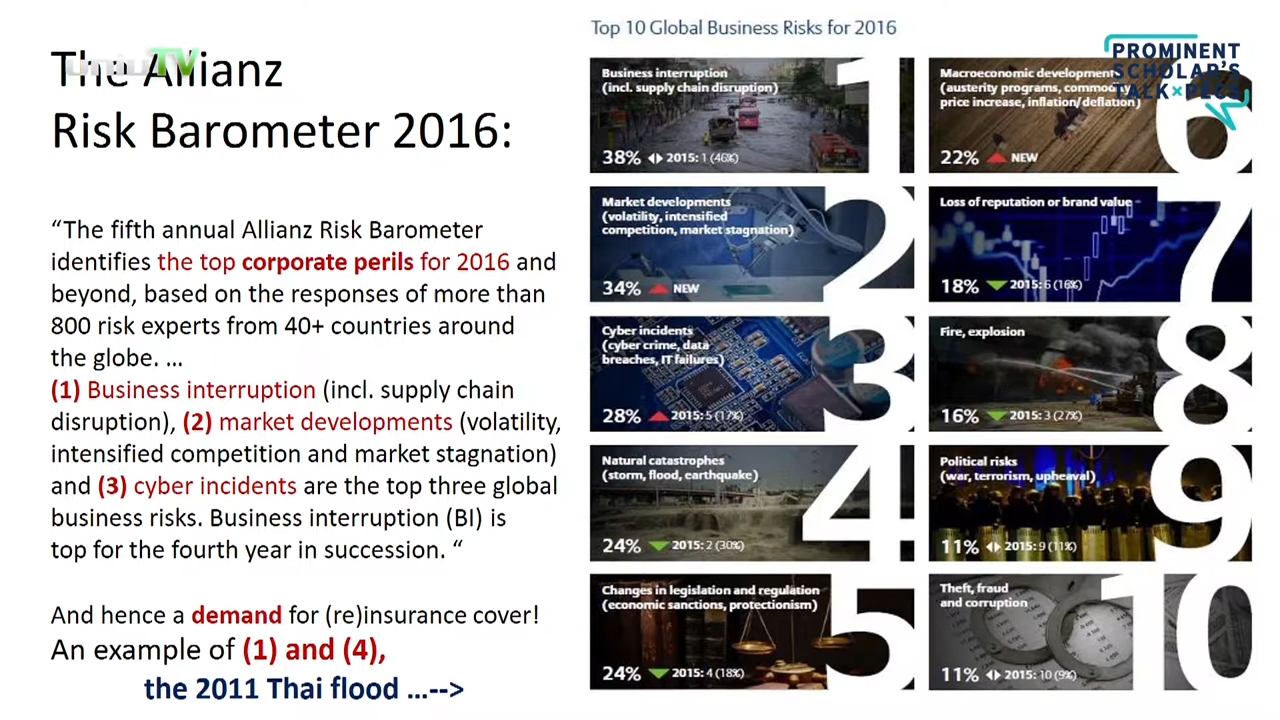 The Allianz
Risk Barometer 2016:
“The fifth annual Allianz Risk Barometer
identifies the top corporate perils for 2016 and
beyond, based on the responses of more than
800 risk experts from 40+ countries around
the globe. …
(1) Business interruption (incl. supply chain
disruption), (2) market developments (volatility,
intensified competition and market stagnation)
and (3) cyber incidents are the top three global
business risks. Business interruption (BI) is
top for the fourth year in succession. “
And hence a demand for (re)insurance cover!
An example of (1) and (4),
the 2011 Thai flood ...-->
Top 10 Global Business Risks for 2016
Business interruption
(incl. supply chain disruption)
38% 2015: 1 (46%)
1
Market developments
(volatility, intensified
competition, market stagnation)
34% NEW
2
Cyber incidents
(cyber crime, data
breaches, IT failures)
28% 2015: 5 (17%)
3
Natural catastrophes
(storm, flood, earthquake)
24% 2015: 2 (30%)
4
Changes in legislation and regulation
(economic sanctions, protectionism)
24% 2015: 4 (18%)
5
Macroeconomic
(austerity programs,
price increase, inflation/deflation)
22% NEW
6
Loss of reputation or brand value
18% 2015: 6 (16%)
7
Fire, explosion
16% 2015: 3 (27%)
8
Political risks
(war, terrorism, upheaval)
11% 2015: 9 (11%)
9
Theft, fraud
and corruption
11% 2015: 10 (9%)
10
PROMINENT
SCHOLAR'S
TALK × PECS
TV